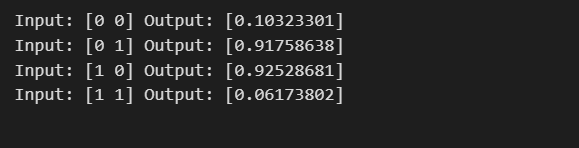 Input: [0 0] Output: [0.10323301]
Input: [0 1] Output: [0.91758638]
Input: [1 0] Output: [0.92528681]
Input: [1 1] Output: [0.06173802]